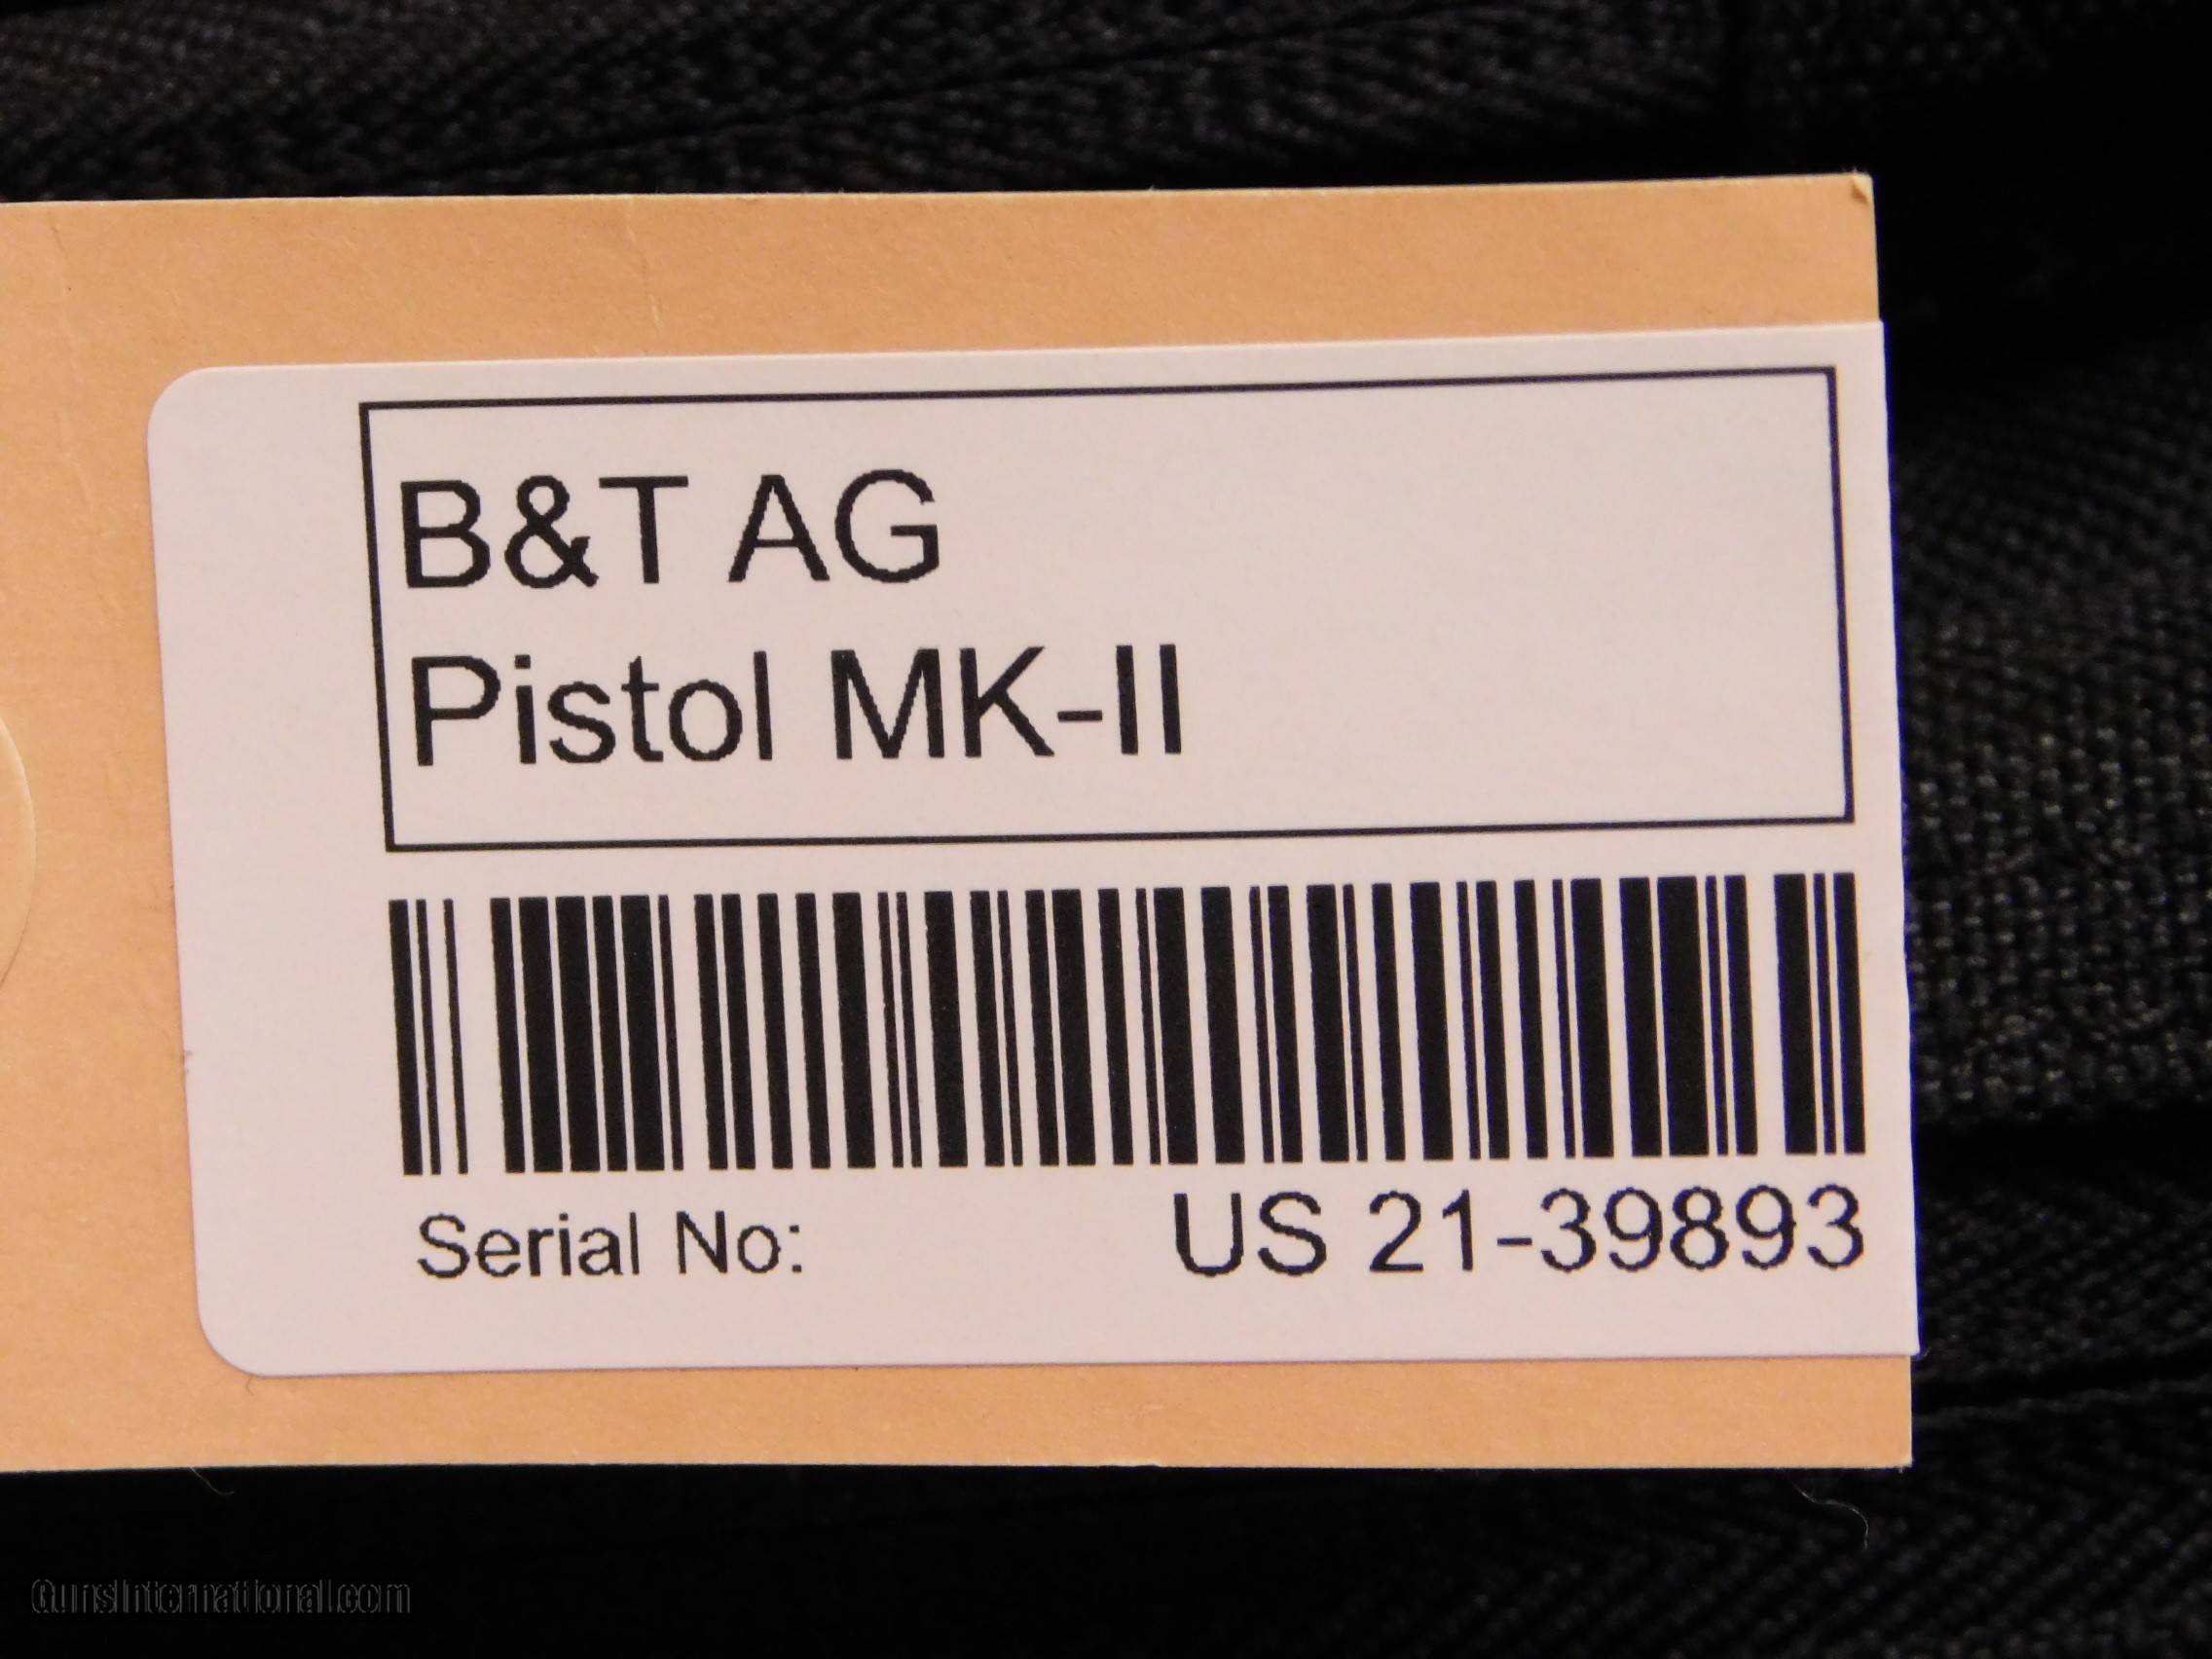 B&T AG
Pistol MK-II
Serial No: US 21-39893
GunsInternational.com